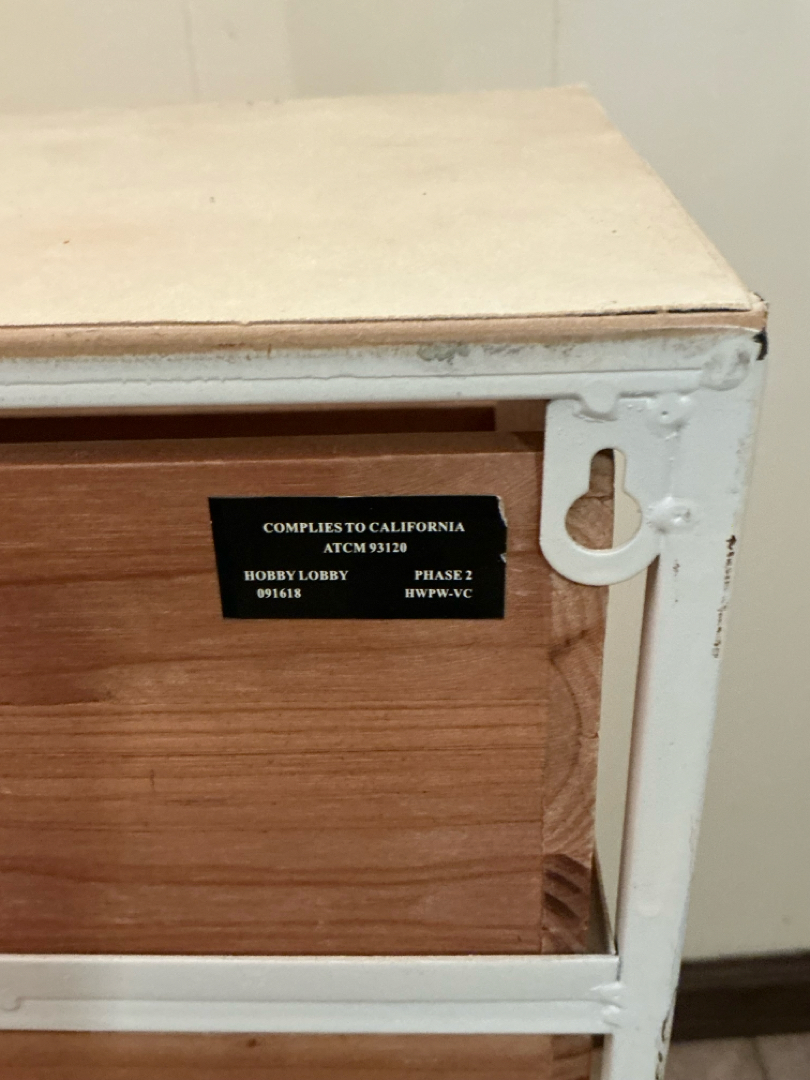 COMPLIES TO CALIFORNIA
ATCM 93120
HOBBY LOBBY PHASE 2
091618 HWPW-VC